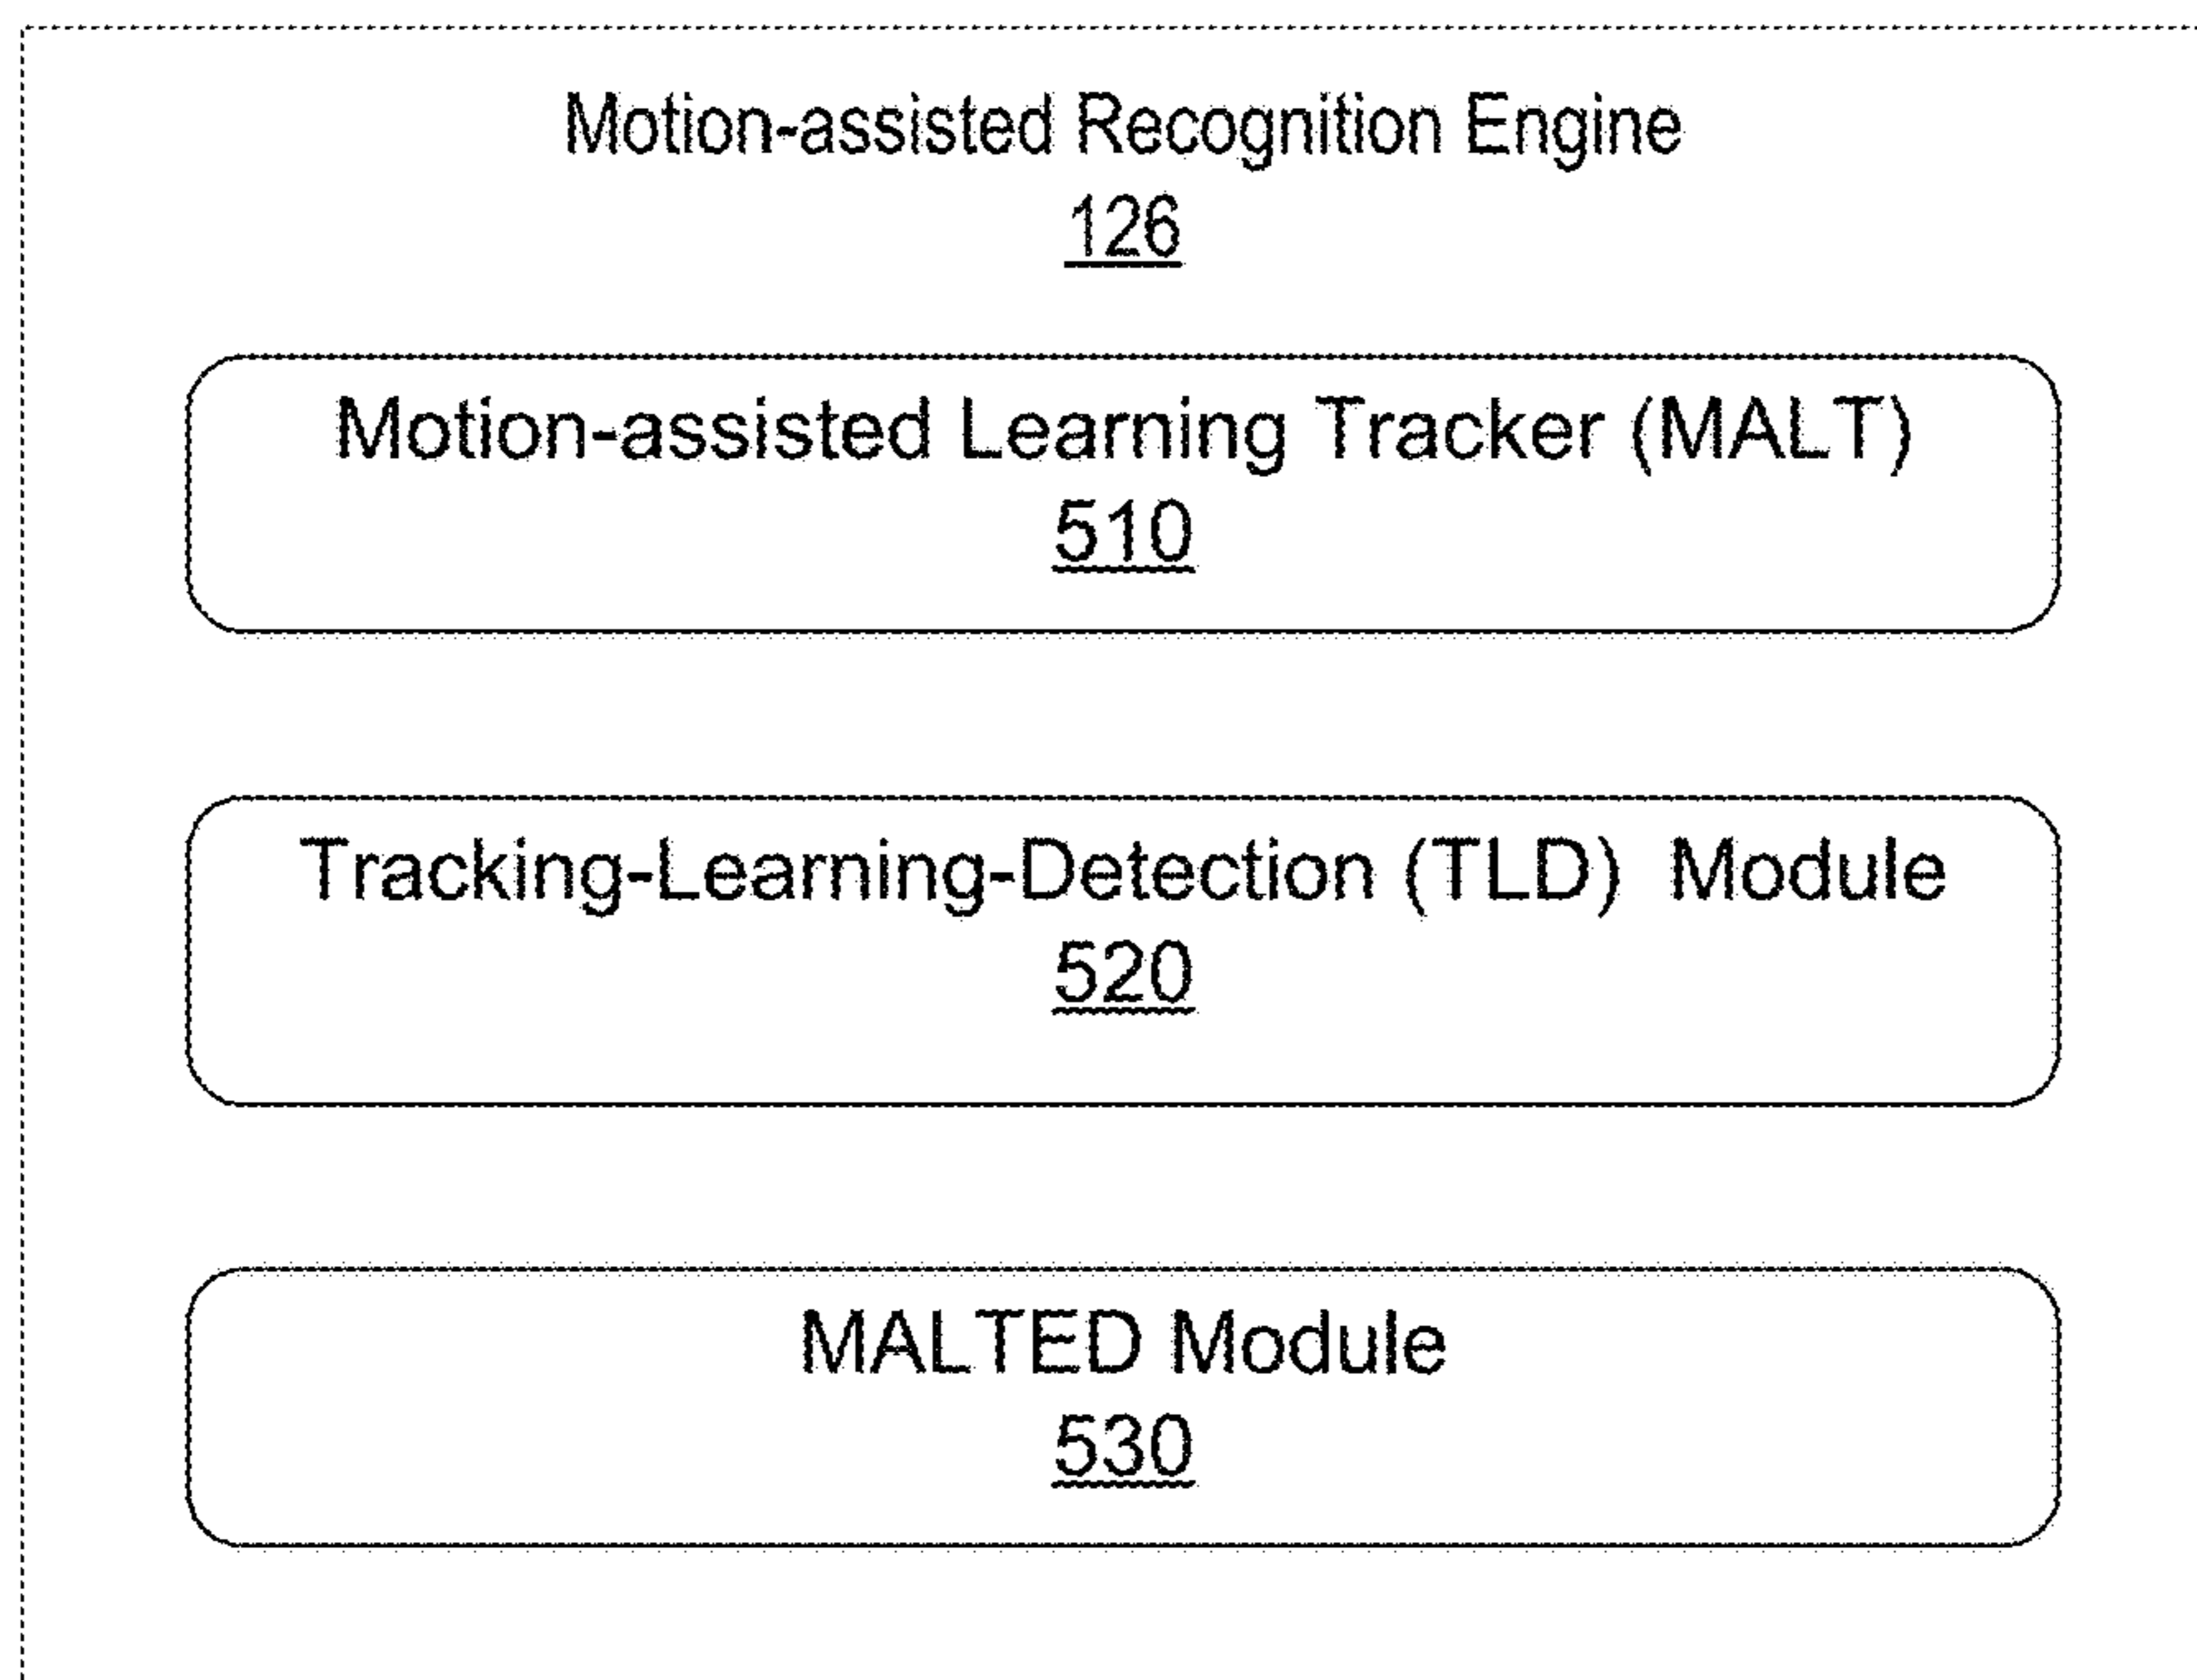 Motion-assisted Recognition Engine
126
Motion-assisted Learning Tracker (MALT)
510
Tracking-Learning-Detection (TLD) Module
520
MALTED Module
530